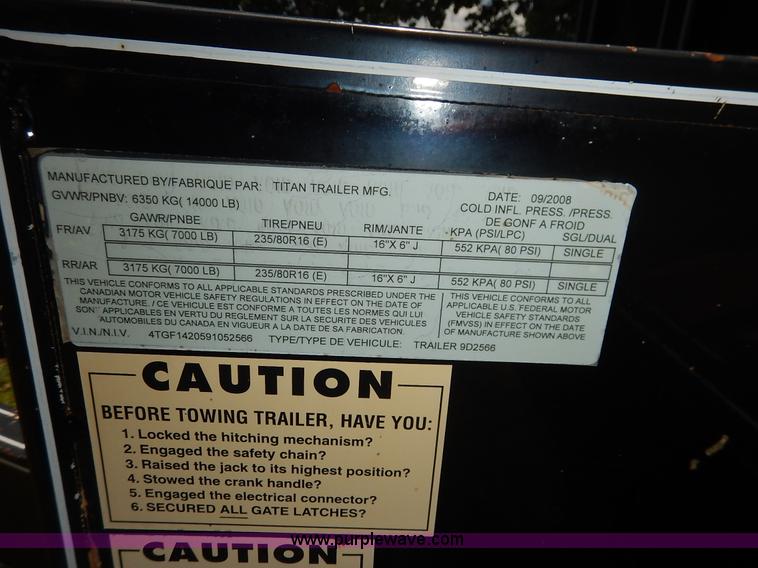 MANUFACTURED BY/FABRIQUE PAR: TITAN TRAILER MFG.
DATE: 09/2008
GVWR/PNBV: 6350 KG( 14000 LB)
COLD INFL. PRESS. /PRESS.
DE GONF A FROID
GAWR/PNBE TIRE/PNEU RIM/JANTE KPA (PSI/LPC) SGL/DUAL
FR/AV 3175 KG( 7000 LB) 235/80R16 (E) 16"X 6" J 552 KPA( 80 PSI) SINGLE
RR/AR 3175 KG( 7000 LB) 235/80R16 (E) 16"X 6" J 552 KPA( 80 PSI) SINGLE
THIS VEHICLE CONFORMS TO ALL APPLICABLE STANDARDS PRESCRIBED UNDER THE
CANADIAN MOTOR VEHICLE SAFETY REGULATIONS IN EFFECT ON THE DATE OF
MANUFACTURE. / CE VEHICULE EST CONFORME A TOUTES LES NORMES QUI LUI
SON'' APPLICABLES EN VERTU DU REGLEMENT SUR LA SECURITE DES VEHICULES
AUTOMOBILES DU CANADA EN VIGUEUR A LA DATE DE SA FABRICATION.
THIS VEHICLE CONFORMS TO ALL
APPLICABLE U.S. FEDERAL MOTOR
VEHICLE SAFETY STANDARDS
(FMVSS) IN EFFECT ON THE DATE
OF MANUFACTURE SHOWN ABOVE
V.I.N./N.I.V. 4TGF1420591052566 TYPE/TYPE DE VEHICULE: TRAILER 9D2566
CAUTION
BEFORE TOWING TRAILER, HAVE YOU:
1. Locked the hitching mechanism?
2. Engaged the safety chain?
3. Raised the jack to its highest position?
4. Stowed the crank handle?
5. Engaged the electrical connector?
6. SECURED ALL GATE LATCHES?
www.purplewave.com
CAUTION